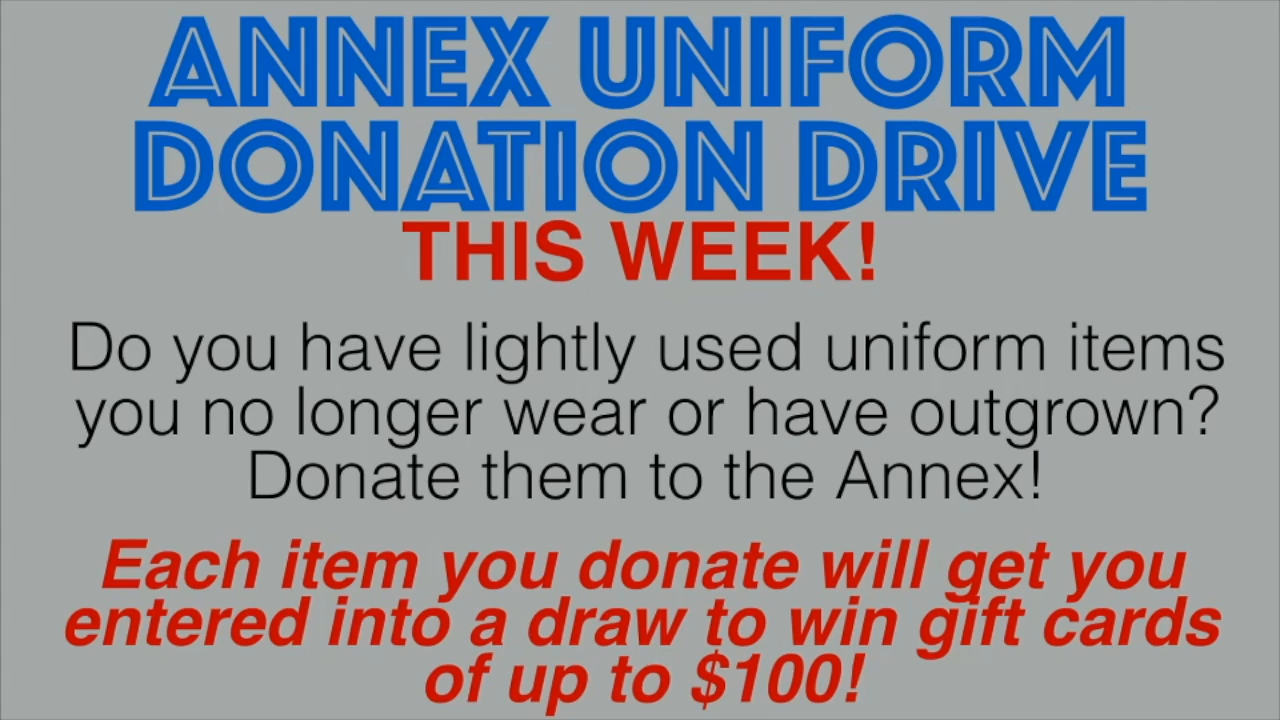 ANNEX UNIFORM
DONATION DRIVE
THIS WEEK!
Do you have lightly used uniform items
you no longer wear or have outgrown?
Donate them to the Annex!
Each item you donate will get you
entered into a draw to win gift cards
of up to $100!